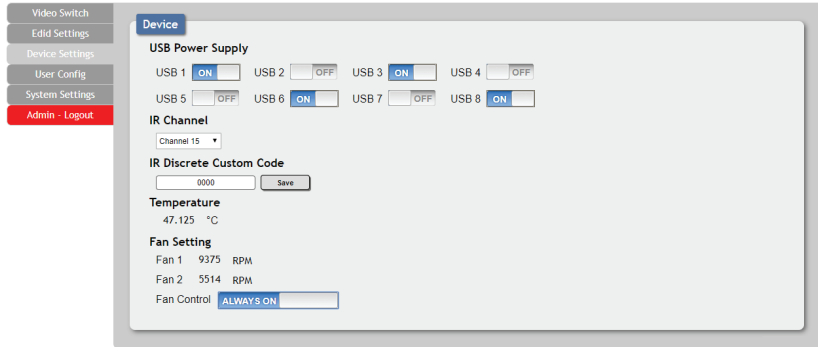 Video Switch
Edid Settings
Device Settings
User Config
System Settings
Admin - Logout
Device
USB Power Supply
USB 1 ON USB 2 OFF USB 3 ON USB 4 OFF
USB 5 OFF USB 6 ON USB 7 OFF USB 8 ON
IR Channel
Channel 15
IR Discrete Custom Code
0000 Save
Temperature
47.125 °C
Fan Setting
Fan 1 9375 RPM
Fan 2 5514 RPM
Fan Control ALWAYS ON